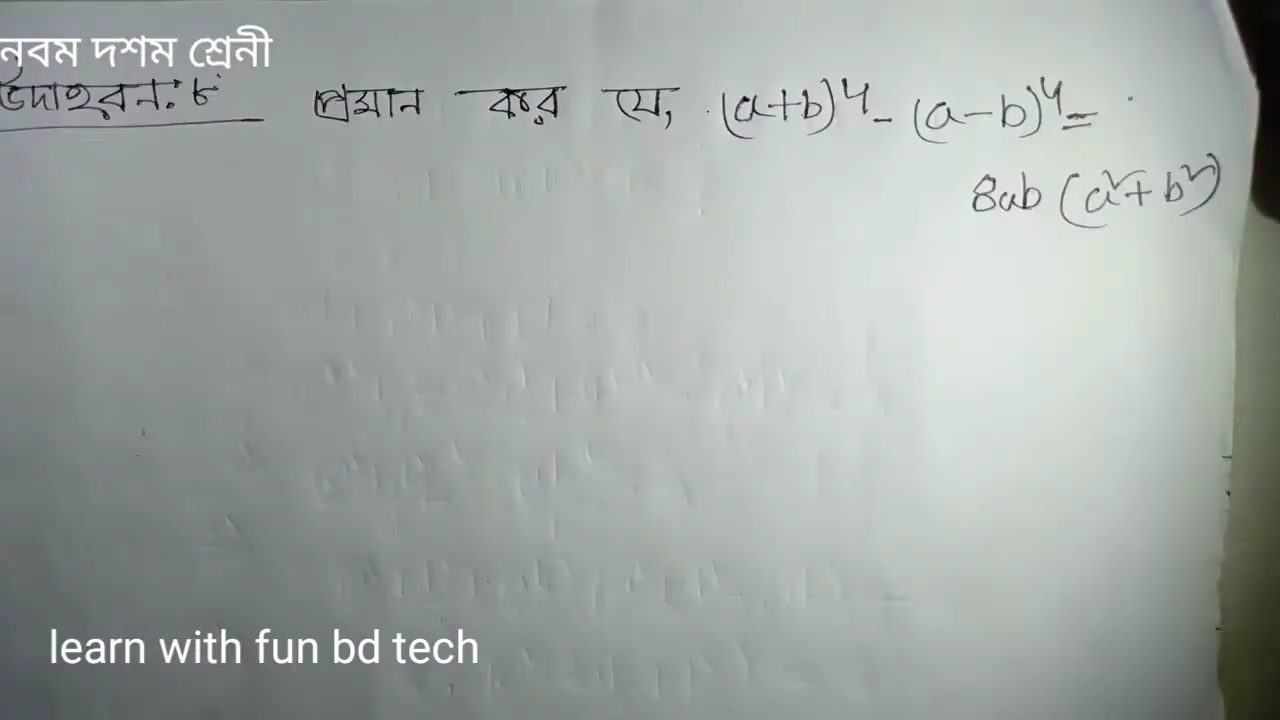 নবম দশম শ্রেনী
উদাহরন: ৮ প্রমান কর যে, (a+b)⁴ - (a-b)⁴ =
8ab (a²+b²)
learn with fun bd tech